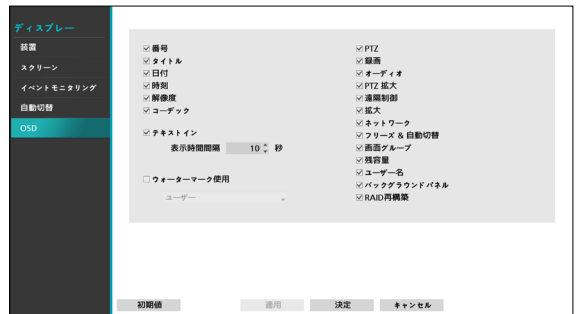 ディスプレー
装置
スクリーン
イベントモニタリング
自動切替
OSD
番号
タイトル
日付
時刻
解像度
コーデック
テキストイン
表示時間間隔 10 秒
ウォーターマーク使用
ユーザー
PTZ
録画
オーディオ
PTZ 拡大
遠隔制御
拡大
ネットワーク
フリーズ & 自動切替
画面グループ
残容量
ユーザー名
バックグラウンドパネル
RAID再構築
初期値
適用
決定
キャンセル